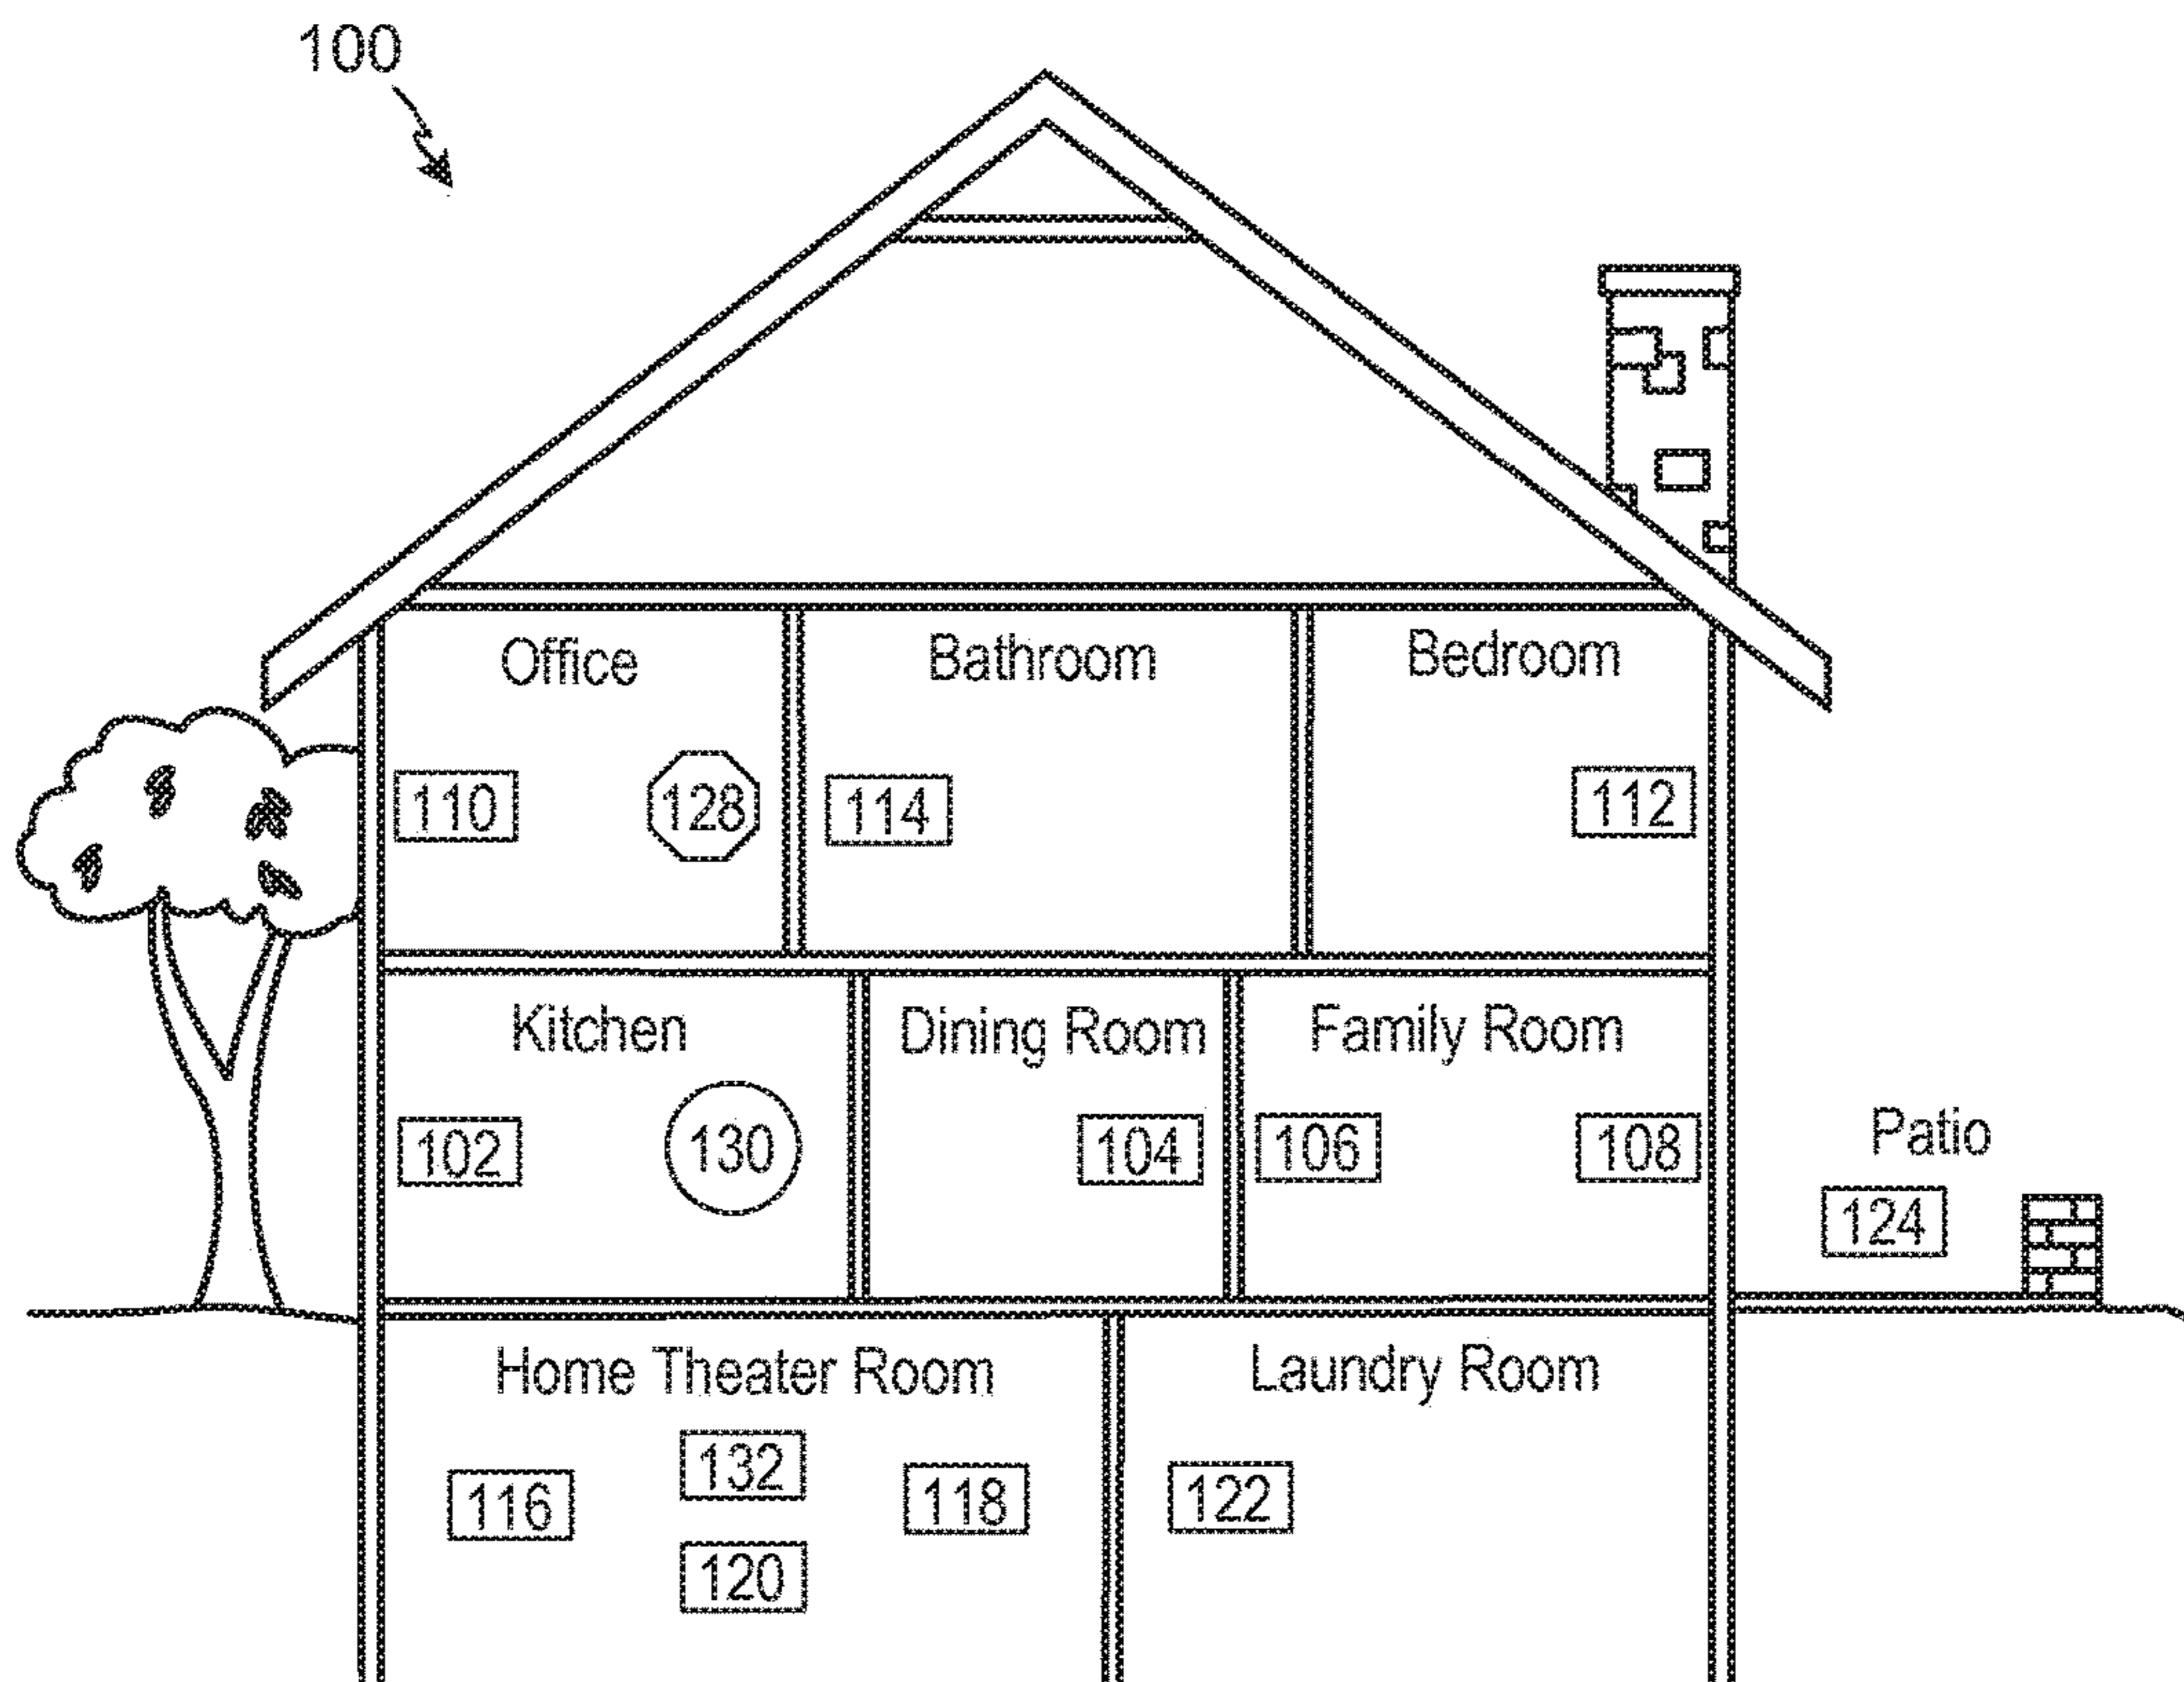 100
Office
Bathroom
Bedroom
110
128
114
112
Kitchen
Dining Room
Family Room
102
130
104
106
108
Patio
124
Home Theater Room
Laundry Room
116
132
118
120
122